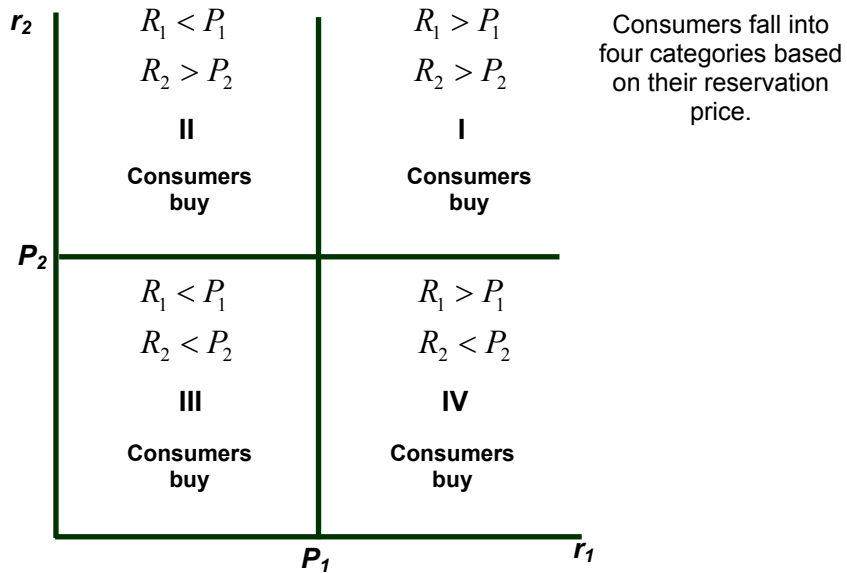 r₂
R₁ < P₁
R₂ > P₂
II
Consumers
buy
R₁ > P₁
R₂ > P₂
I
Consumers
buy
Consumers fall into
four categories based
on their reservation
price.
P₂
R₁ < P₁
R₂ < P₂
III
Consumers
buy
R₁ > P₁
R₂ < P₂
IV
Consumers
buy
P₁
r₁